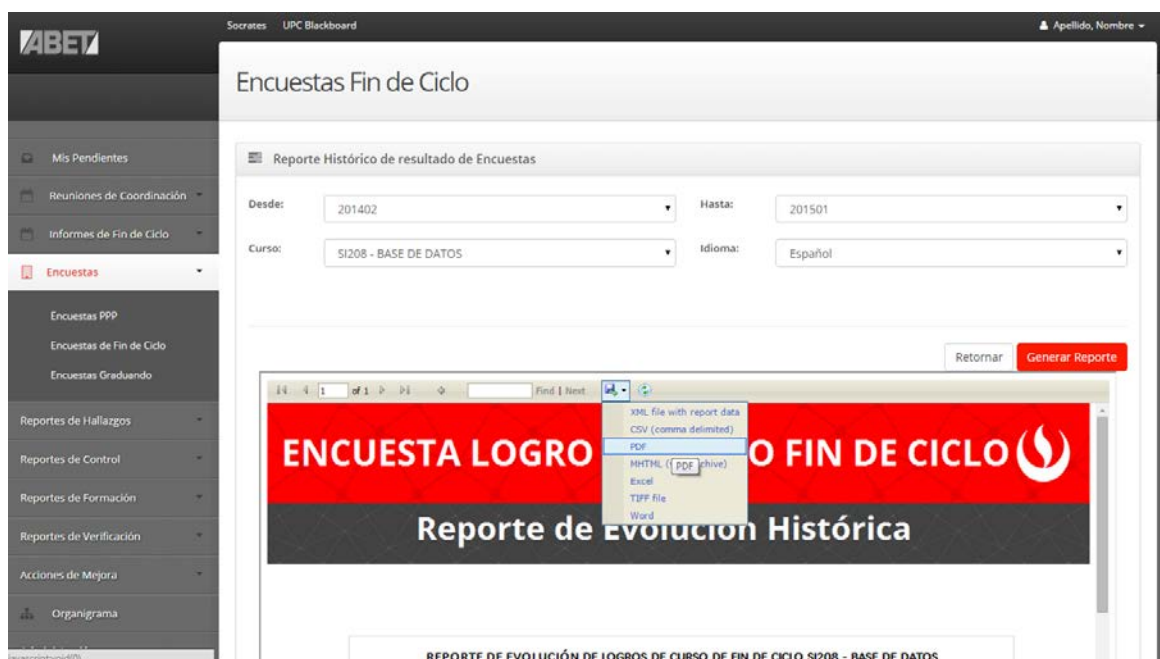 ABET
Socrates UPC Blackboard Apellido, Nombre
Encuestas Fin de Ciclo
Mis Pendientes
Reuniones de Coordinación
Informes de Fin de Ciclo
Encuestas
Encuestas PPP
Encuestas de Fin de Ciclo
Encuestas Graduando
Reportes de Hallazgos
Reportes de Control
Reportes de Formación
Reportes de Verificación
Acciones de Mejora
Organigrama
Reporte Histórico de resultado de Encuestas
Desde: 201402 Hasta: 201501
Curso: SI208 - BASE DE DATOS Idioma: Español
Retornar Generar Reporte
1 of 1 Find | Next
XML file with report data
CSV (comma delimited)
PDF
MHTML
PDF
Excel
TIFF file
Word
ENCUESTA LOGRO O FIN DE CICLO
Reporte de Evolución Histórica
REPORTE DE EVOLUCIÓN DE LOGROS DE CURSO DE FIN DE CICLO SI208 - BASE DE DATOS